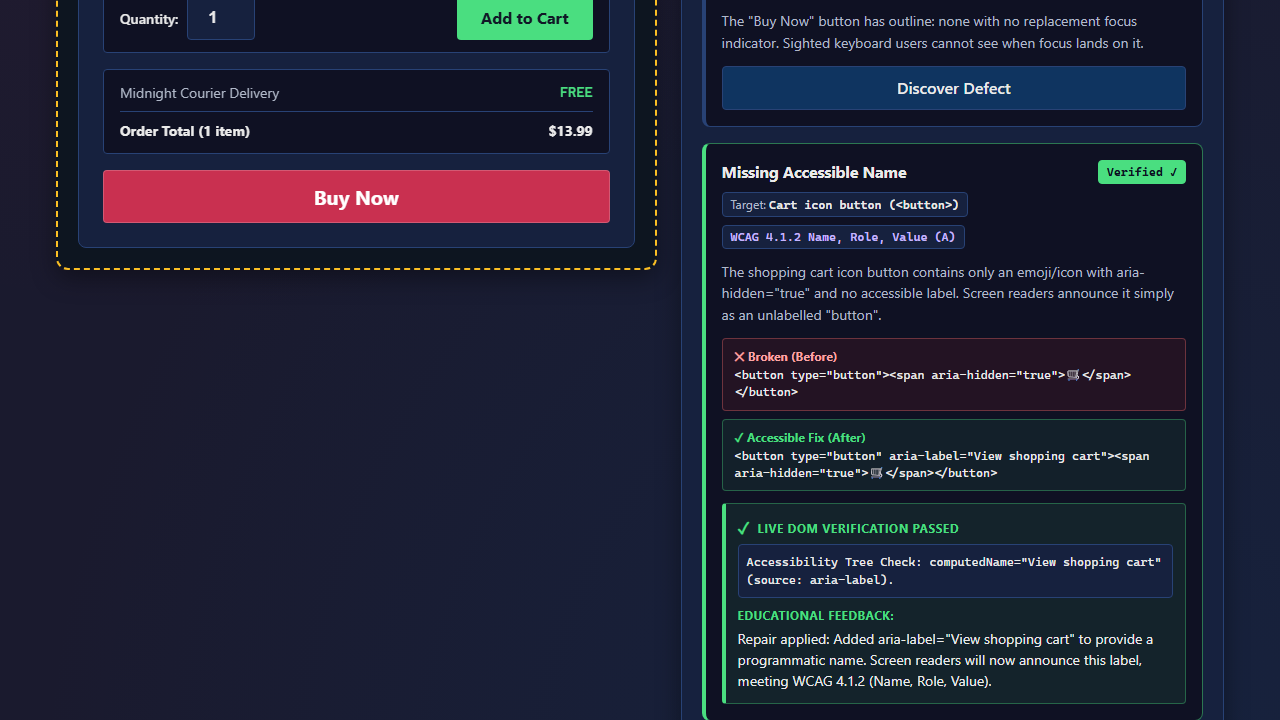 Quantity:
1
Add to Cart
Midnight Courier Delivery
FREE
Order Total (1 item)
$13.99
Buy Now
The "Buy Now" button has outline: none with no replacement focus
indicator. Sighted keyboard users cannot see when focus lands on it.
Discover Defect
Missing Accessible Name
Verified ✓
Target: Cart icon button (<button>)
WCAG 4.1.2 Name, Role, Value (A)
The shopping cart icon button contains only an emoji/icon with aria-
hidden="true" and no accessible label. Screen readers announce it simply
as an unlabelled "button".
❌ Broken (Before)
<button type="button"><span aria-hidden="true">🛒</span>
</button>
✓ Accessible Fix (After)
<button type="button" aria-label="View shopping cart"><span
aria-hidden="true">🛒</span></button>
✓ LIVE DOM VERIFICATION PASSED
Accessibility Tree Check: computedName="View shopping cart"
(source: aria-label).
EDUCATIONAL FEEDBACK:
Repair applied: Added aria-label="View shopping cart" to provide a
programmatic name. Screen readers will now announce this label,
meeting WCAG 4.1.2 (Name, Role, Value).